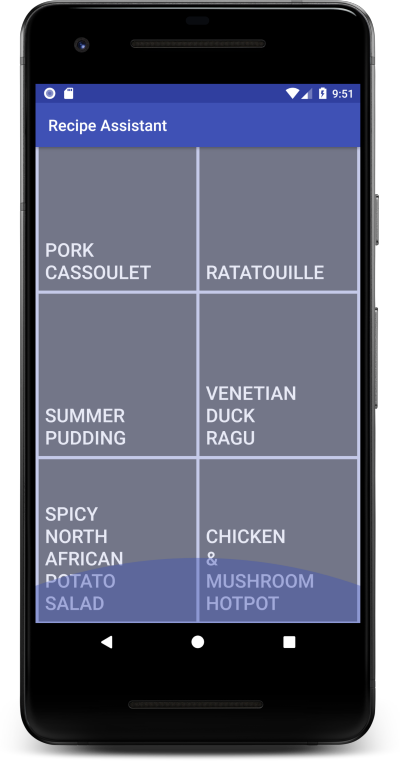 9:51
Recipe Assistant
PORK
CASSOULET
RATATOUILLE
SUMMER
PUDDING
VENETIAN
DUCK
RAGU
SPICY
NORTH
AFRICAN
POTATO
SALAD
CHICKEN
&
MUSHROOM
HOTPOT